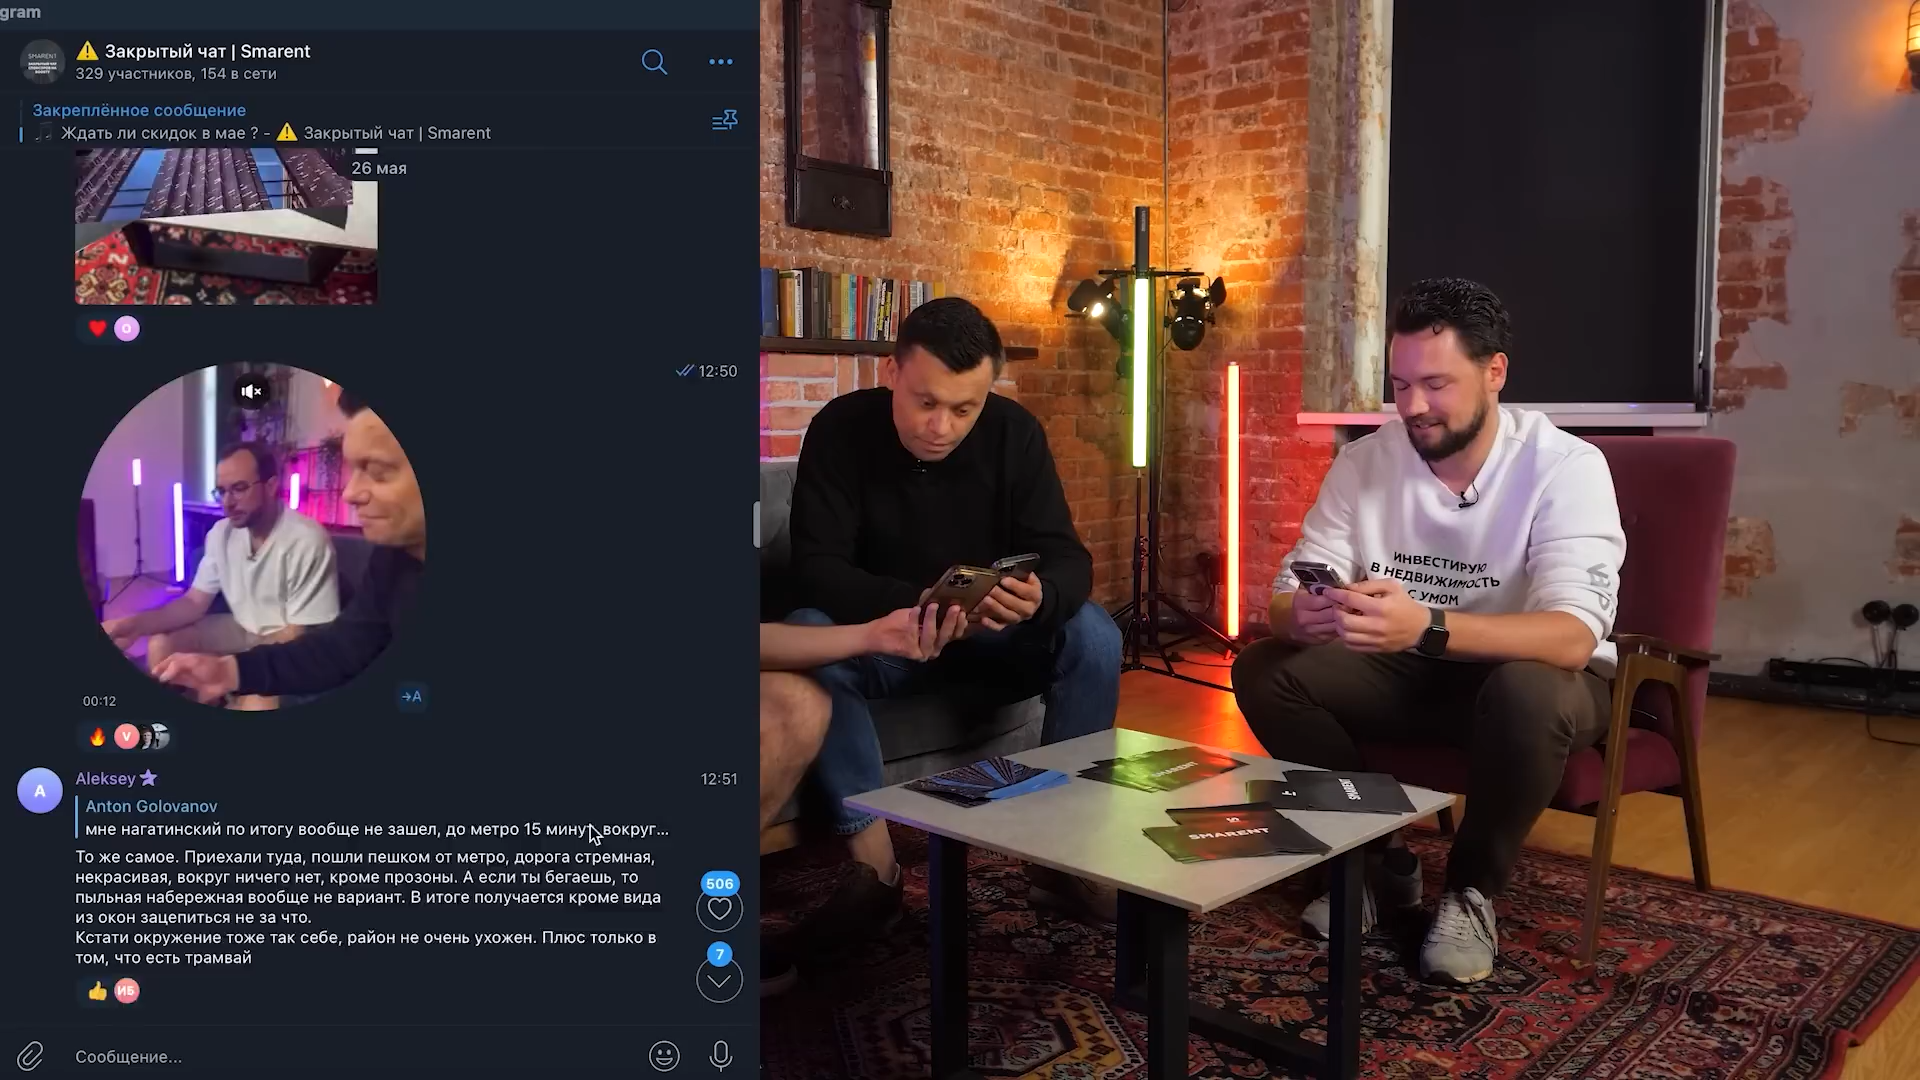 gram
⚠️ Закрытый чат | Smarent
329 участников, 154 в сети
Закреплённое сообщение
🎵 Ждать ли скидок в мае ? - ⚠️ Закрытый чат | Smarent
26 мая
12:50
00:12
Aleksey
12:51
A
Anton Golovanov
мне нагатинский по итогу вообще не зашел, до метро 15 минут вокруг...
То же самое. Приехали туда, пошли пешком от метро, дорога стремная,
некрасивая, вокруг ничего нет, кроме прозоны. А если ты бегаешь, то
пыльная набережная вообще не вариант. В итоге получается кроме вида
из окон зацепиться не за что.
Кстати окружение тоже так себе, район не очень ухожен. Плюс только в
том, что есть трамвай
ИБ
506
7
Сообщение...
O
V
→A
ИНВЕСТИРУЮ
В НЕДВИЖИМОСТЬ
С УМОМ
SMARENT
SMARENT
SMARENT